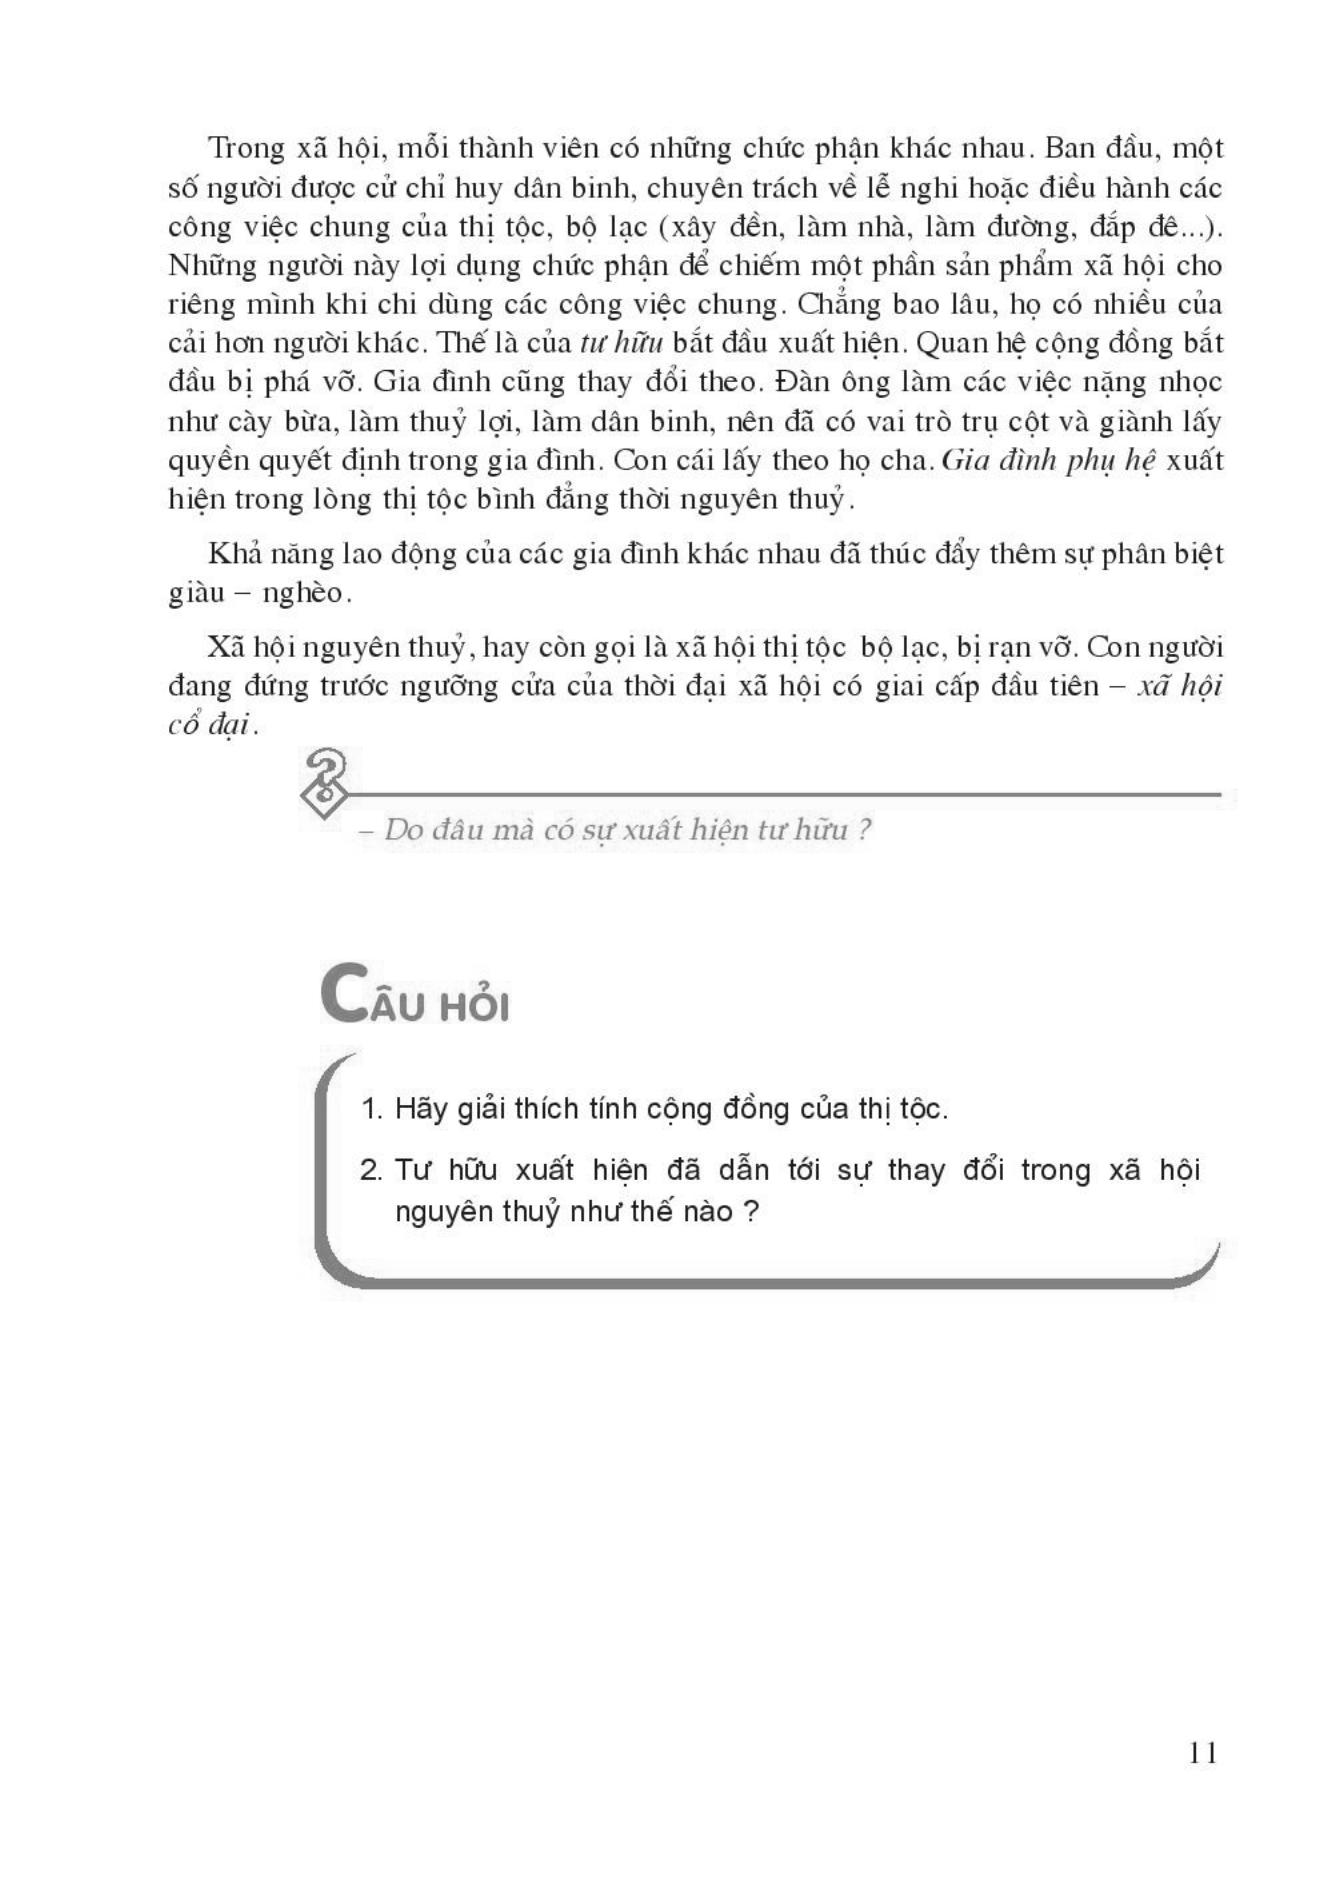 Trong xã hội, mỗi thành viên có những chức phận khác nhau. Ban đầu, một
số người được cử chỉ huy dân binh, chuyên trách về lễ nghi hoặc điều hành các
công việc chung của thị tộc, bộ lạc (xây đền, làm nhà, làm đường, đắp đê...).
Những người này lợi dụng chức phận để chiếm một phần sản phẩm xã hội cho
riêng mình khi chi dùng các công việc chung. Chẳng bao lâu, họ có nhiều của
cải hơn người khác. Thế là của tư hữu bắt đầu xuất hiện. Quan hệ cộng đồng bắt
đầu bị phá vỡ. Gia đình cũng thay đổi theo. Đàn ông làm các việc nặng nhọc
như cày bừa, làm thuỷ lợi, làm dân binh, nên đã có vai trò trụ cột và giành lấy
quyền quyết định trong gia đình. Con cái lấy theo họ cha. Gia đình phụ hệ xuất
hiện trong lòng thị tộc bình đẳng thời nguyên thuỷ.
Khả năng lao động của các gia đình khác nhau đã thúc đẩy thêm sự phân biệt
giàu – nghèo.
Xã hội nguyên thuỷ, hay còn gọi là xã hội thị tộc bộ lạc, bị rạn vỡ. Con người
đang đứng trước ngưỡng cửa của thời đại xã hội có giai cấp đầu tiên – xã hội
cổ đại.
?
– Do đâu mà có sự xuất hiện tư hữu ?
CÂU HỎI
1. Hãy giải thích tính cộng đồng của thị tộc.
2. Tư hữu xuất hiện đã dẫn tới sự thay đổi trong xã hội
nguyên thuỷ như thế nào ?
11